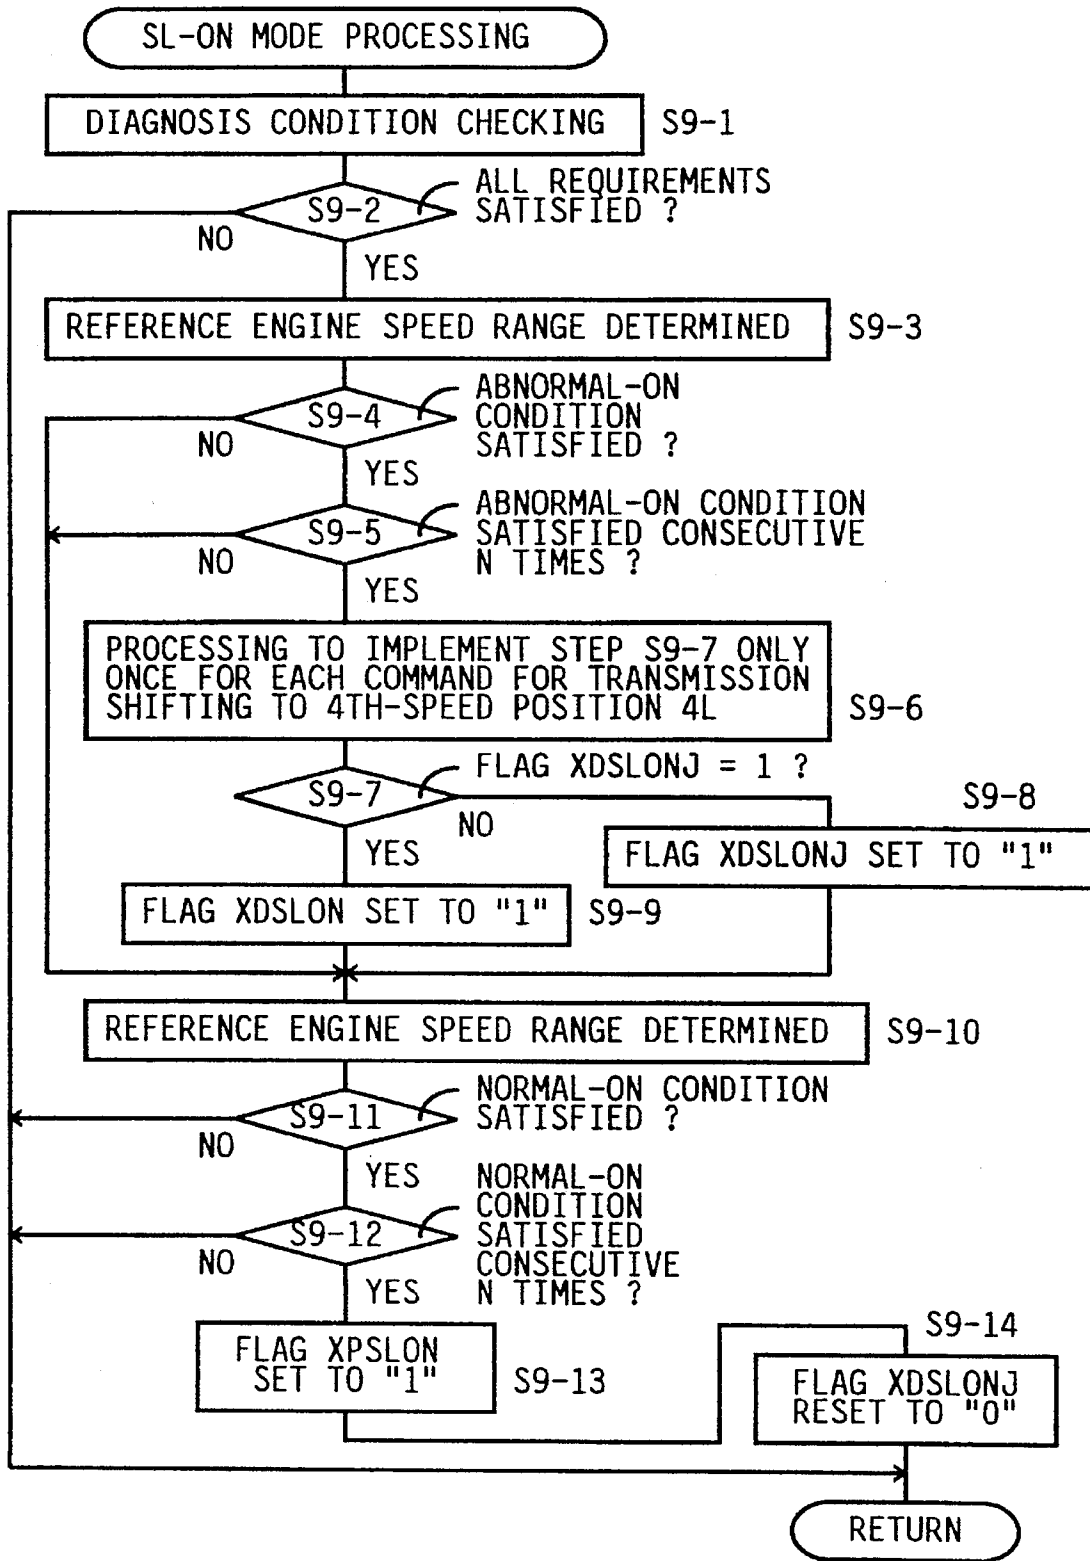 SL-ON MODE PROCESSING
DIAGNOSIS CONDITION CHECKING
S9-1
S9-2
ALL REQUIREMENTS
SATISFIED ?
NO
YES
REFERENCE ENGINE SPEED RANGE DETERMINED
S9-3
S9-4
ABNORMAL-ON
CONDITION
SATISFIED ?
NO
YES
S9-5
ABNORMAL-ON CONDITION
SATISFIED CONSECUTIVE
N TIMES ?
NO
YES
PROCESSING TO IMPLEMENT STEP S9-7 ONLY
ONCE FOR EACH COMMAND FOR TRANSMISSION
SHIFTING TO 4TH-SPEED POSITION 4L
S9-6
FLAG XDSLONJ = 1 ?
S9-7
NO
YES
S9-8
FLAG XDSLONJ SET TO "1"
FLAG XDSLON SET TO "1"
S9-9
REFERENCE ENGINE SPEED RANGE DETERMINED
S9-10
S9-11
NORMAL-ON CONDITION
SATISFIED ?
NO
YES
S9-12
NORMAL-ON
CONDITION
SATISFIED
CONSECUTIVE
N TIMES ?
NO
YES
FLAG XPSLON
SET TO "1"
S9-13
S9-14
FLAG XDSLONJ
RESET TO "0"
RETURN